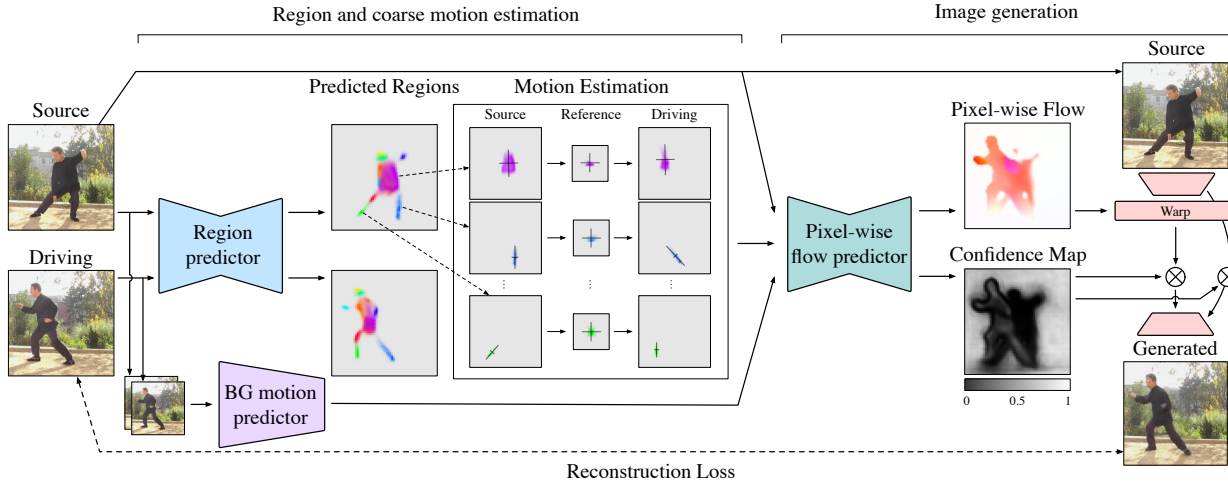 Region and coarse motion estimation
Image generation
Source
Predicted Regions
Motion Estimation
Source
Pixel-wise Flow
Source
Reference
Driving
Region
predictor
Pixel-wise
flow predictor
Warp
Driving
Confidence Map
BG motion
predictor
Generated
0
0.5
1
Reconstruction Loss